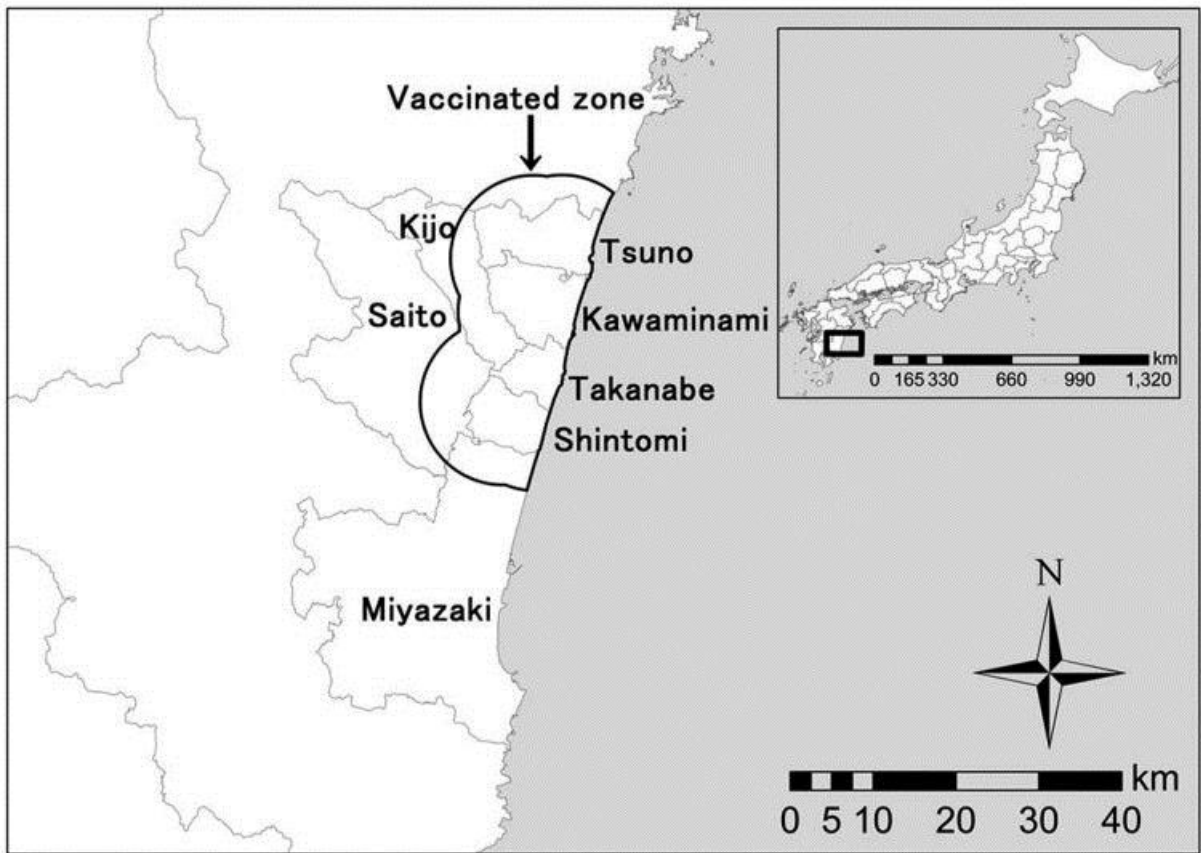 Vaccinated zone
Kijo
Tsuno
Saito
Kawaminami
Takanabe
Shintomi
Miyazaki
km
0 165 330 660 990 1,320
N
km
0 5 10 20 30 40